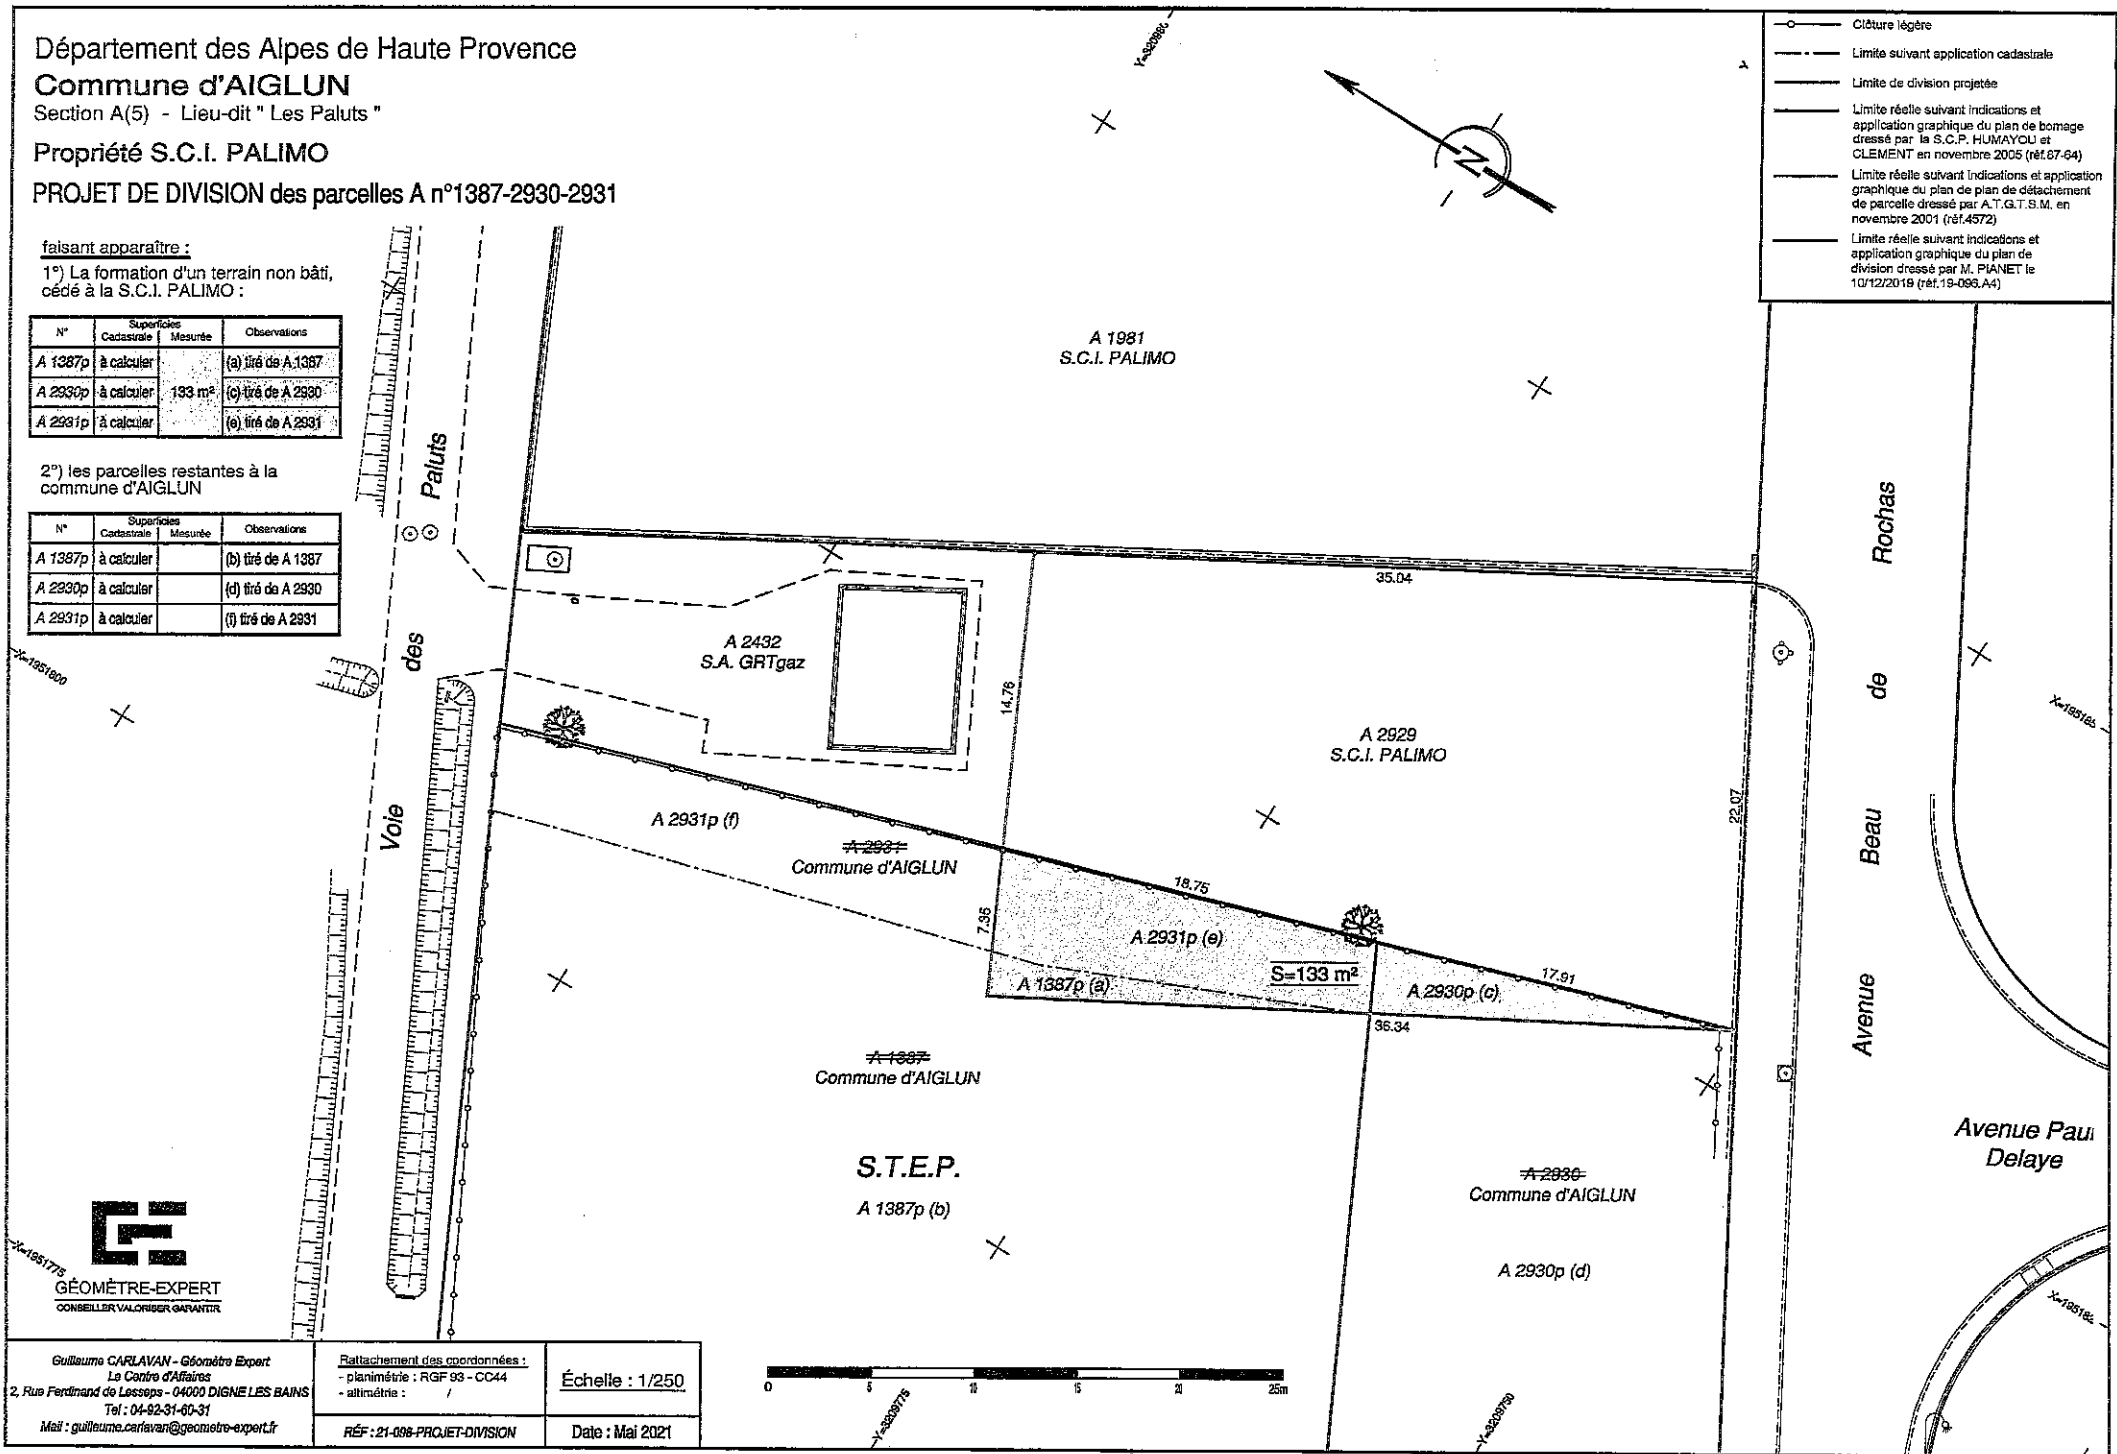 Département des Alpes de Haute Provence
Commune d'AIGLUN
Section A(5) - Lieu-dit " Les Paluts "
Propriété S.C.I. PALIMO
PROJET DE DIVISION des parcelles A n°1387-2930-2931
faisant apparaître :
1°) La formation d'un terrain non bâti,
cédé à la S.C.I. PALIMO :
N° Superficies Observations
Cadastrale Mesurée
A 1387p à calculer (a) tiré de A 1387
A 2930p à calculer 133 m² (c) tiré de A 2930
A 2931p à calculer (e) tiré de A 2931
2°) les parcelles restantes à la
commune d'AIGLUN
N° Superficies Observations
Cadastrale Mesurée
A 1387p à calculer (b) tiré de A 1387
A 2930p à calculer (d) tiré de A 2930
A 2931p à calculer (f) tiré de A 2931
Clôture légère
Limite suivant application cadastrale
Limite de division projetée
Limite réelle suivant indications et
application graphique du plan de bornage
dressé par la S.C.P. HUMAYOU et
CLEMENT en novembre 2005 (réf.87-64)
Limite réelle suivant indications et application
graphique du plan de plan de détachement
de parcelle dressé par A.T.G.T.S.M. en
novembre 2001 (réf.4572)
Limite réelle suivant indications et
application graphique du plan de
division dressé par M. PIANET le
10/12/2019 (réf.19-096.A4)
N
A 1981
S.C.I. PALIMO
Voie des Paluts
35.04
A 2432
S.A. GRTgaz
14.76
A 2929
S.C.I. PALIMO
22.07
Avenue Beau de Rochas
X=1951800
A 2931p (f)
A 2931
Commune d'AIGLUN
18.75
7.36
A 2931p (e)
S=133 m²
A 1387p (a)
A 2930p (c)
17.91
36.34
A 1387
Commune d'AIGLUN
S.T.E.P.
A 1387p (b)
A 2930
Commune d'AIGLUN
A 2930p (d)
Avenue Paul
Delaye
X=1951775
GÉOMÈTRE-EXPERT
CONSEILLER VALORISER GARANTIR
Guillaume CARLAVAN - Géomètre Expert
Le Centre d'Affaires
2, Rue Ferdinand de Lesseps - 04000 DIGNE LES BAINS
Tel : 04-92-31-60-31
Mail : guillaume.carlavan@geometre-expert.fr
Rattachement des coordonnées :
- planimétrie : RGF 93 - CC44
- altimétrie : /
RÉF : 21-098-PROJET-DIVISION
Échelle : 1/250
Date : Mai 2021
0 5 10 15 20 25m
Y=3209775
Y=3209750